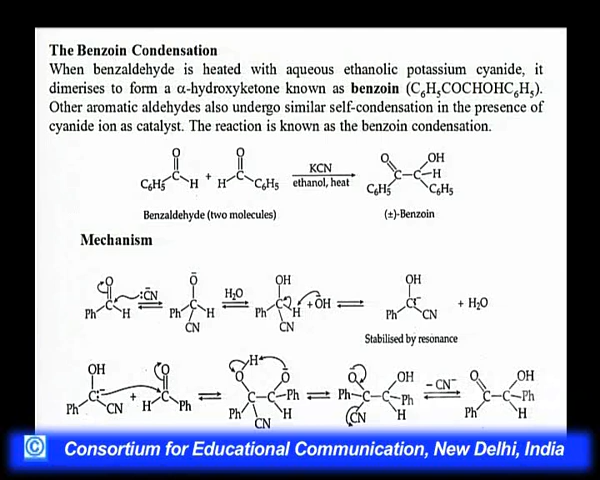 The Benzoin Condensation
When benzaldehyde is heated with aqueous ethanolic potassium cyanide, it
dimerises to form a α-hydroxyketone known as benzoin (C₆H₅COCHOHC₆H₅).
Other aromatic aldehydes also undergo similar self-condensation in the presence of
cyanide ion as catalyst. The reaction is known as the benzoin condensation.
O O O OH
C₆H₅ C H + H C C₆H₅ KCN C–C–H
ethanol, heat C₆H₅ C₆H₅
Benzaldehyde (two molecules) (±)-Benzoin
Mechanism
O Ō OH OH
Ph C H :C̄N Ph C H H₂O Ph C H + ŌH Ph C̄ CN + H₂O
CN CN
Stabilised by resonance
OH O H O Ō O OH – CN⁻ O OH
Ph C:⁻ CN + H C Ph C–C–Ph Ph–C–C–Ph C–C–Ph
Ph CN H CN H Ph H
© Consortium for Educational Communication, New Delhi, India